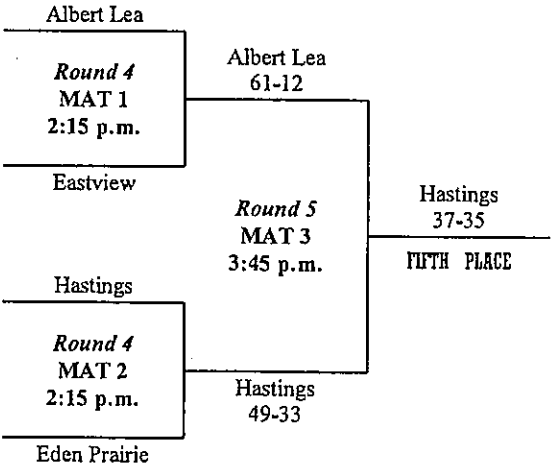 Albert Lea
Round 4
MAT 1
2:15 p.m.
Eastview
Albert Lea
61-12
Round 5
MAT 3
3:45 p.m.
Hastings
37-35
FIFTH PLACE
Hastings
Round 4
MAT 2
2:15 p.m.
Eden Prairie
Hastings
49-33